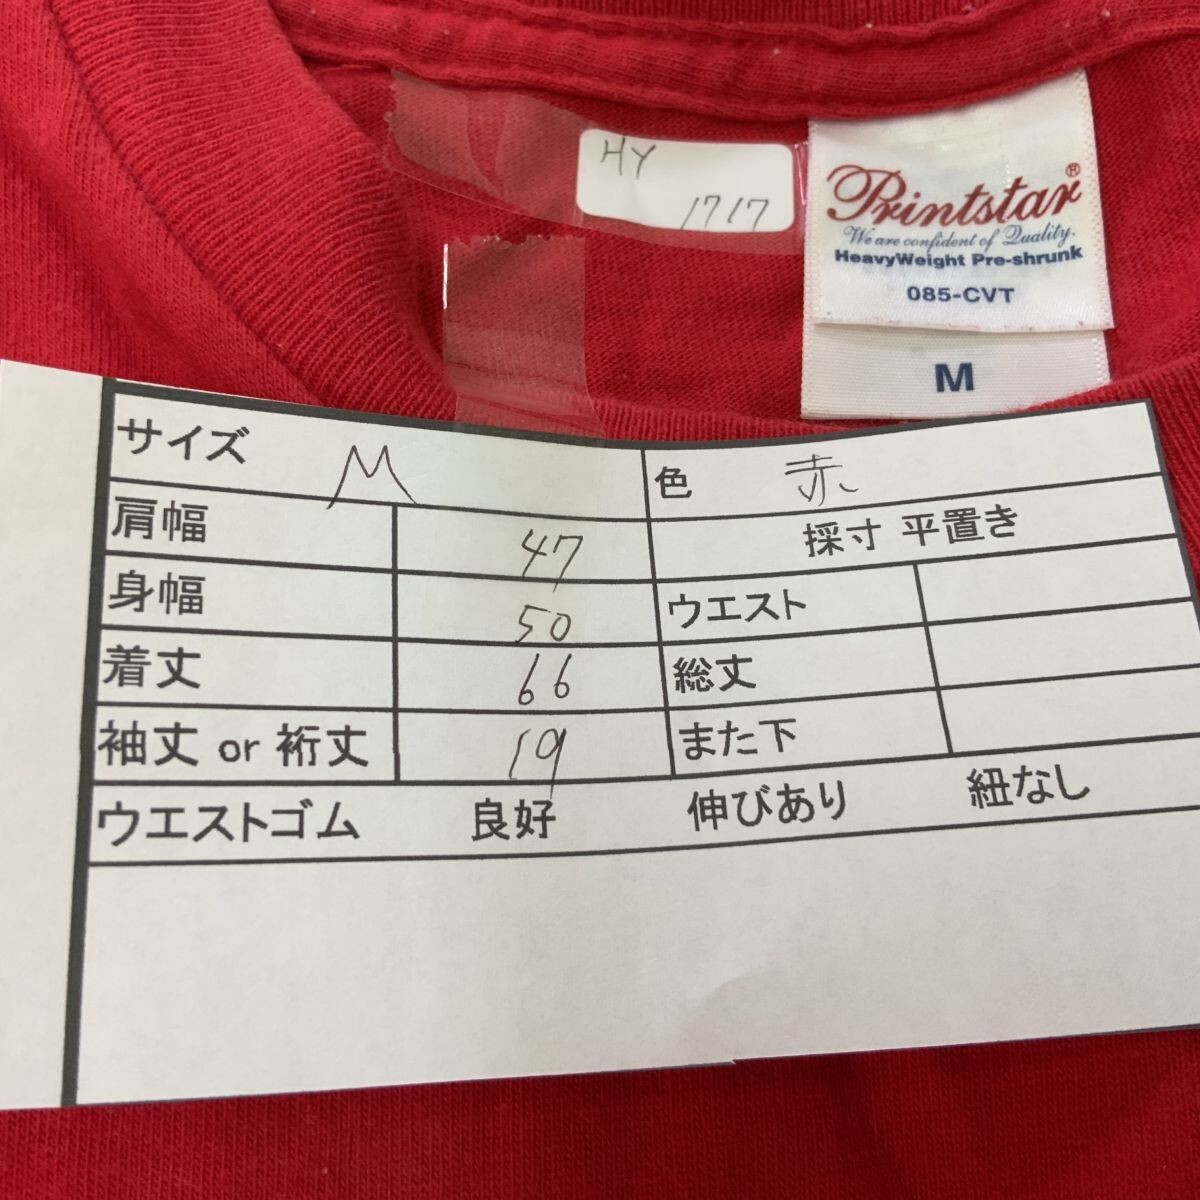 HY
1717
Printstar®
We are confident of Quality.
HeavyWeight Pre-shrunk
085-CVT
M
サイズ M 色 赤
肩幅 47 採寸 平置き
身幅 50 ウエスト
着丈 66 総丈
袖丈 or 裄丈 19 また下
ウエストゴム 良好 伸びあり 紐なし